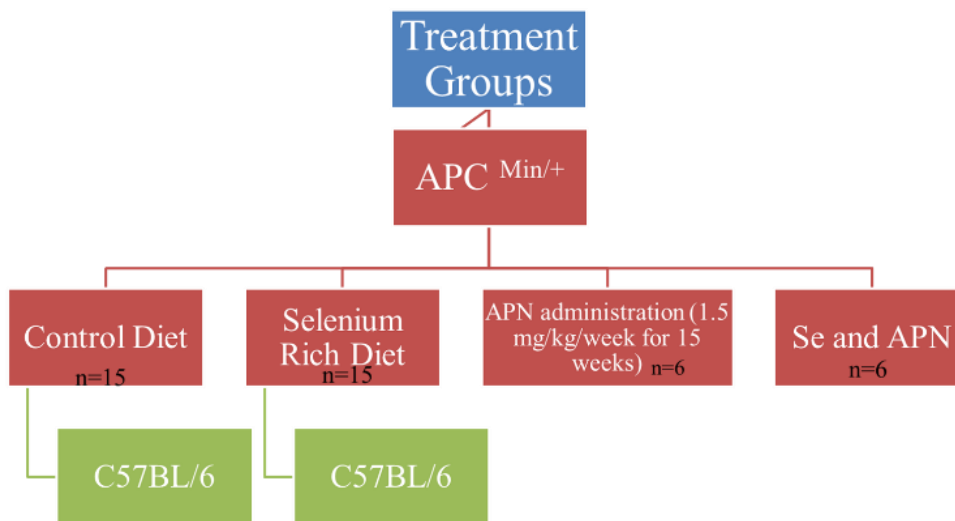 Treatment
Groups
APC Min/+
Control Diet
n=15
Selenium
Rich Diet
n=15
APN administration (1.5
mg/kg/week for 15
weeks) n=6
Se and APN
n=6
C57BL/6
C57BL/6